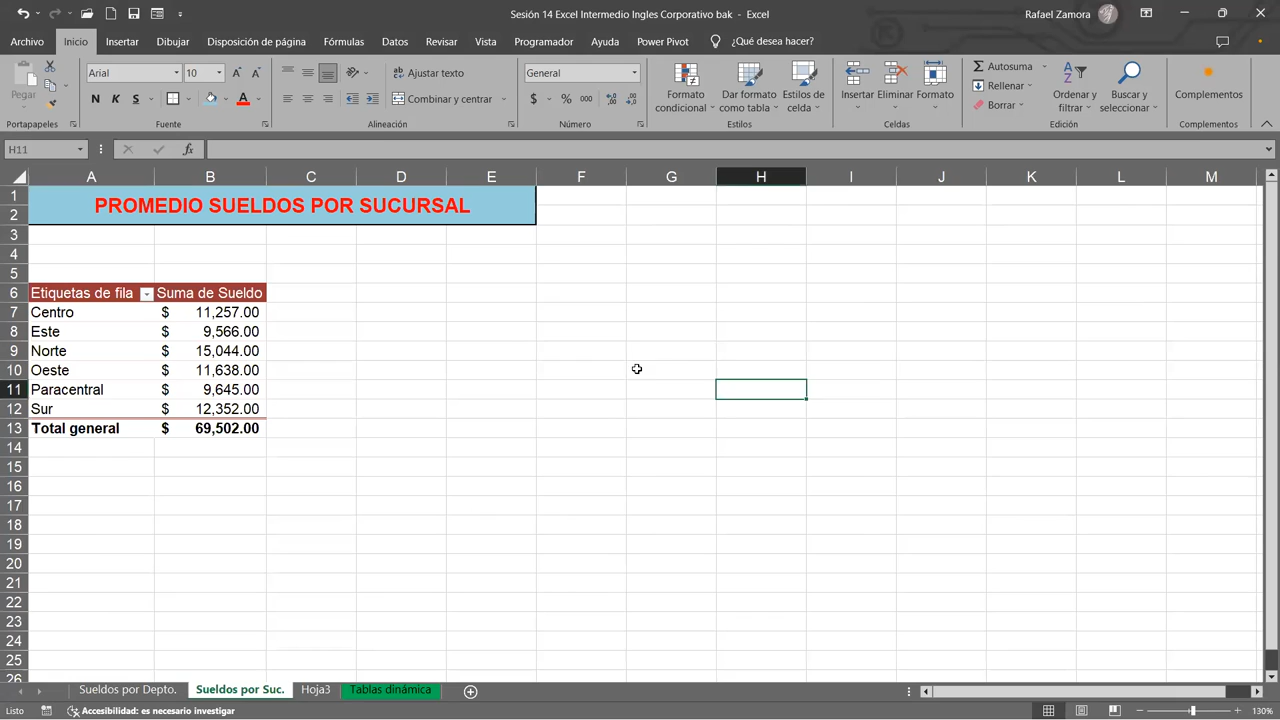 Sesión 14 Excel Intermedio Ingles Corporativo bak - Excel
Rafael Zamora
Archivo Inicio Insertar Dibujar Disposición de página Fórmulas Datos Revisar Vista Programador Ayuda Power Pivot ¿Qué desea hacer?
Pegar
Arial 10
N K S
Ajustar texto
Combinar y centrar
General
$ % 000
Formato condicional
Dar formato como tabla
Estilos de celda
Insertar Eliminar Formato
Autosuma
Rellenar
Borrar
Ordenar y filtrar
Buscar y seleccionar
Complementos
Portapapeles Fuente Alineación Número Estilos Celdas Edición Complementos
H11 fx
A B C D E F G H I J K L M
1 PROMEDIO SUELDOS POR SUCURSAL
2
3
4
5
6 Etiquetas de fila Suma de Sueldo
7 Centro $ 11,257.00
8 Este $ 9,566.00
9 Norte $ 15,044.00
10 Oeste $ 11,638.00
11 Paracentral $ 9,645.00
12 Sur $ 12,352.00
13 Total general $ 69,502.00
14
15
16
17
18
19
20
21
22
23
24
25
26
Sueldos por Depto. Sueldos por Suc. Hoja3 Tablas dinámica
Listo Accesibilidad: es necesario investigar 130%